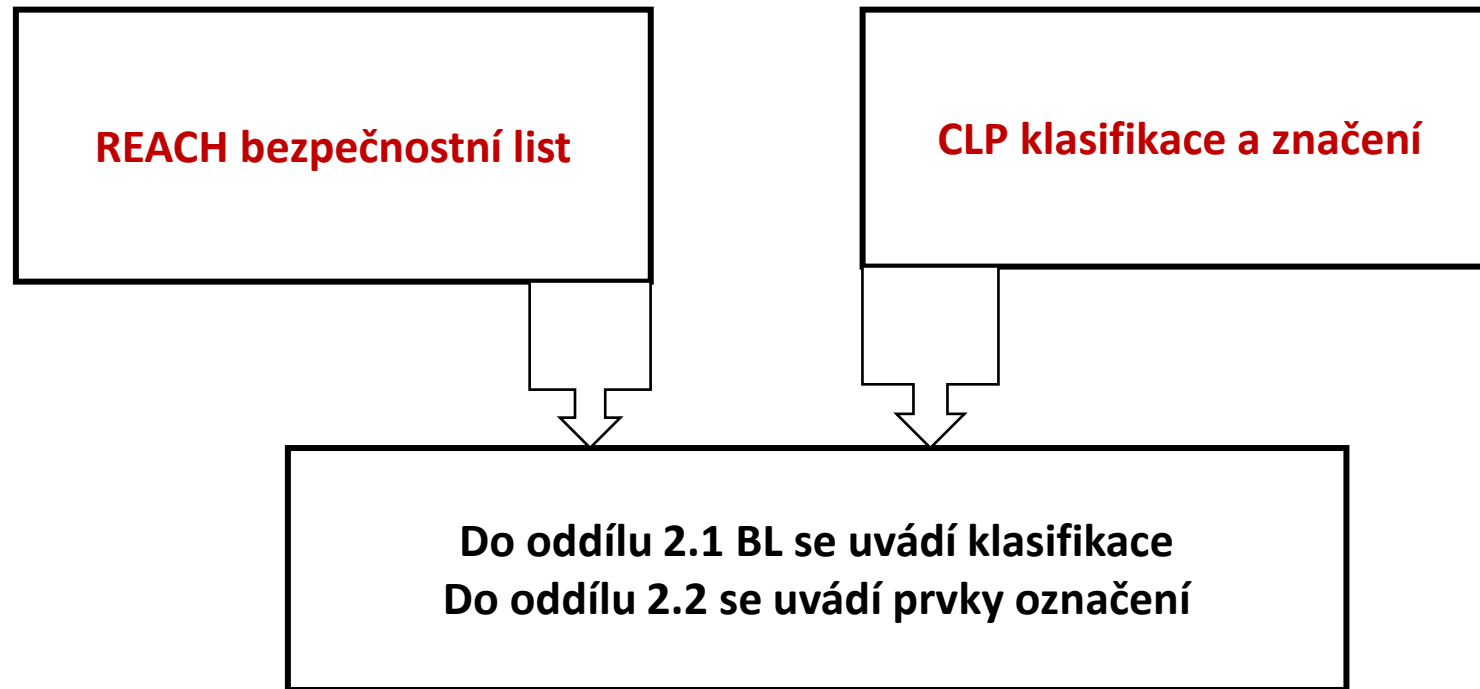 REACH bezpečnostní list
CLP klasifikace a značení
Do oddílu 2.1 BL se uvádí klasifikace
Do oddílu 2.2 se uvádí prvky označení